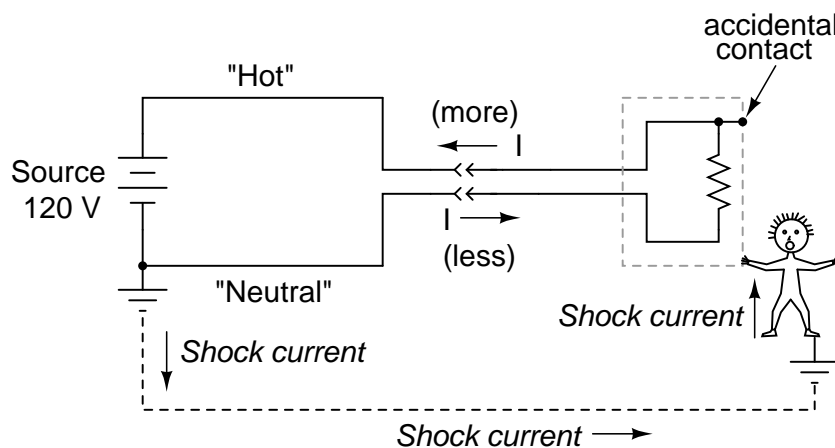 accidental
contact
"Hot"
(more)
I
Source
120 V
I
(less)
"Neutral"
Shock current
Shock current
Shock current